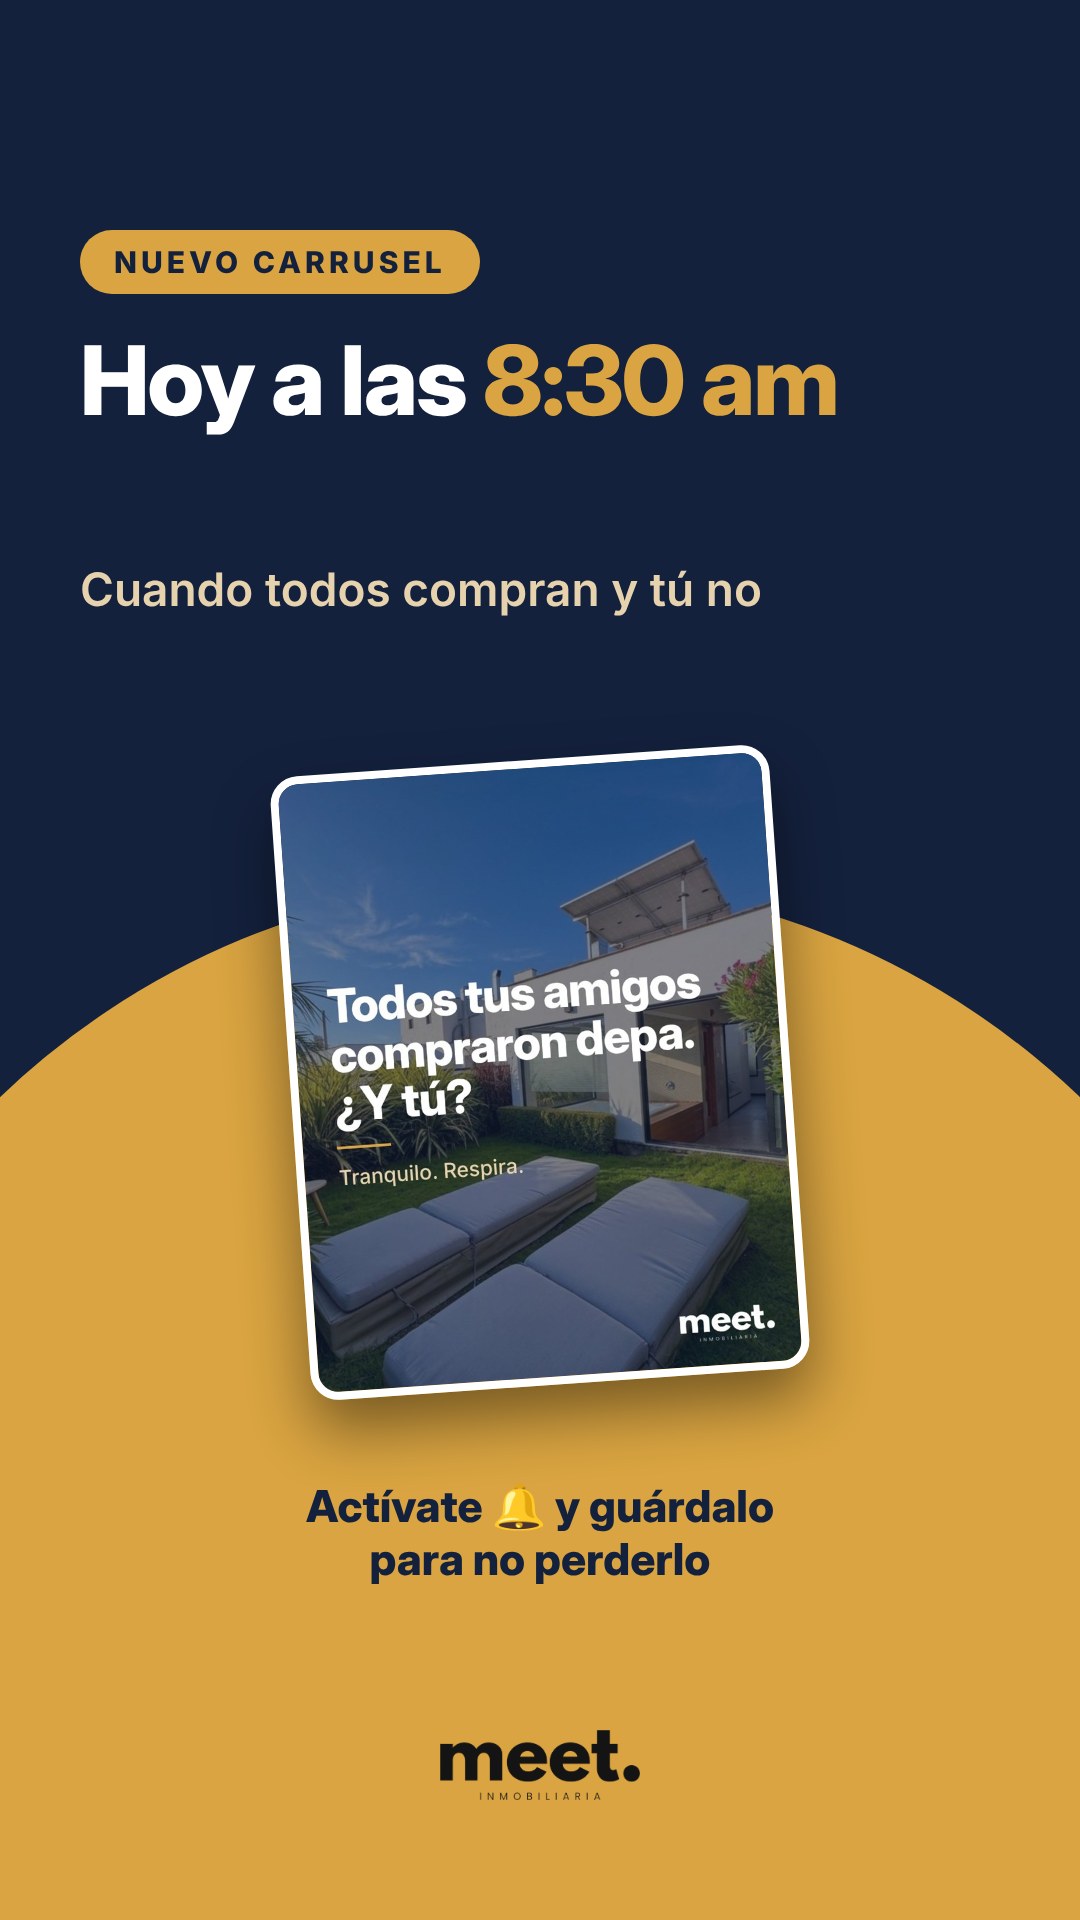 NUEVO CARRUSEL
Hoy a las 8:30 am
Cuando todos compran y tú no
Todos tus amigos
compraron depa.
¿Y tú?
Tranquilo. Respira.
meet.
INMOBILIARIA
Actívate 🔔 y guárdalo
para no perderlo
meet.
INMOBILIARIA